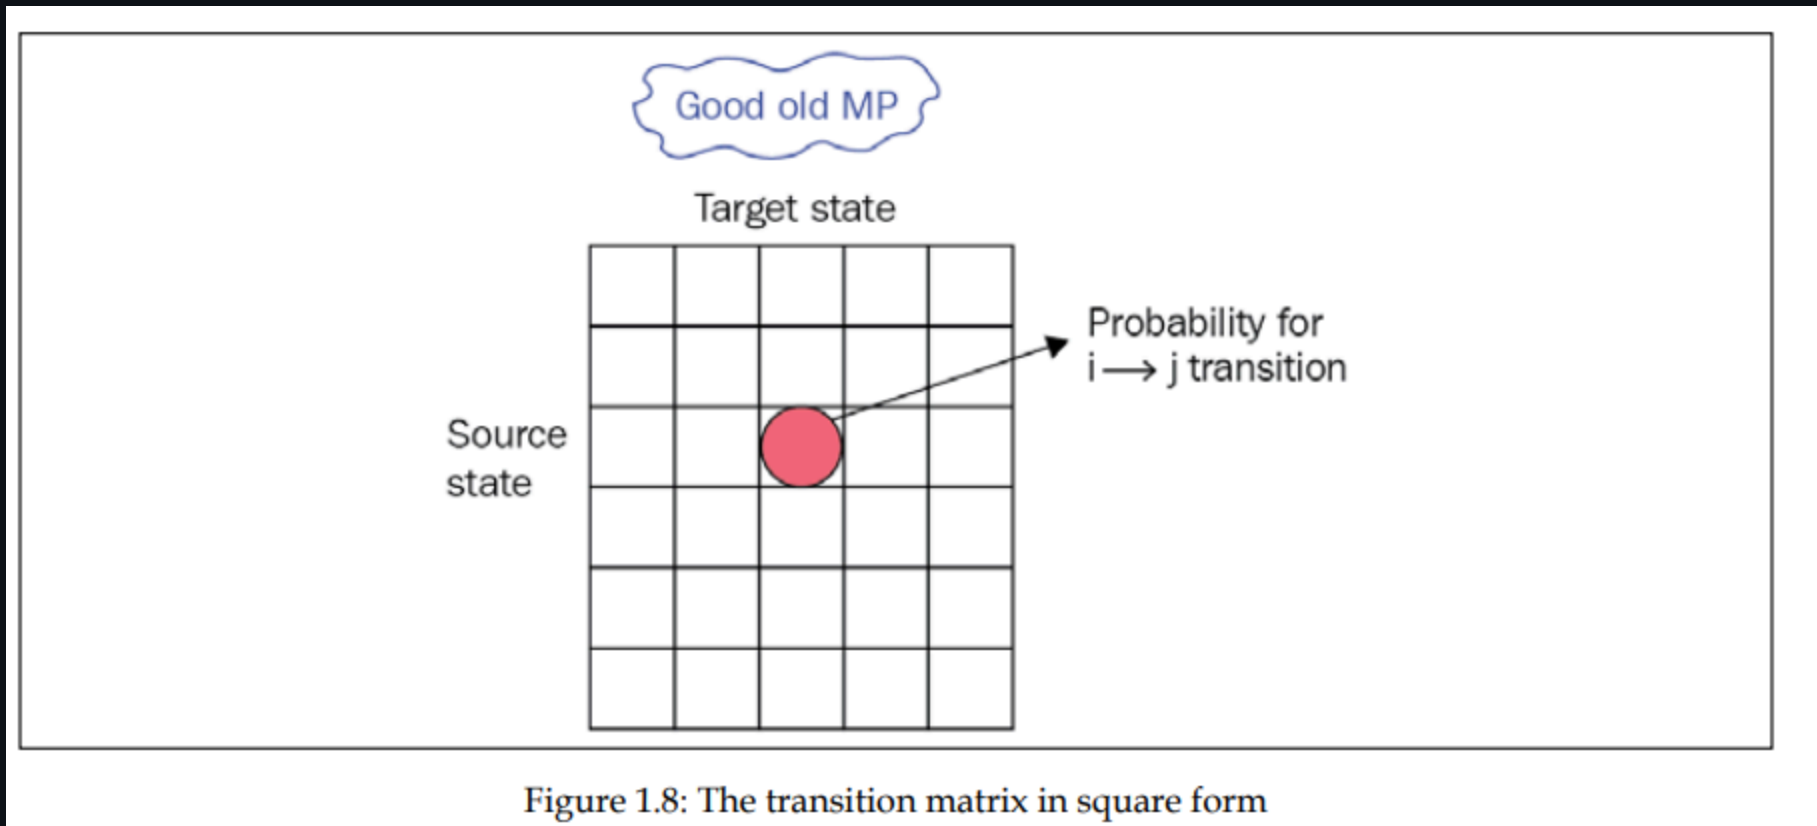 Good old MP
Target state
Probability for
i ⟶ j transition
Source
state
Figure 1.8: The transition matrix in square form